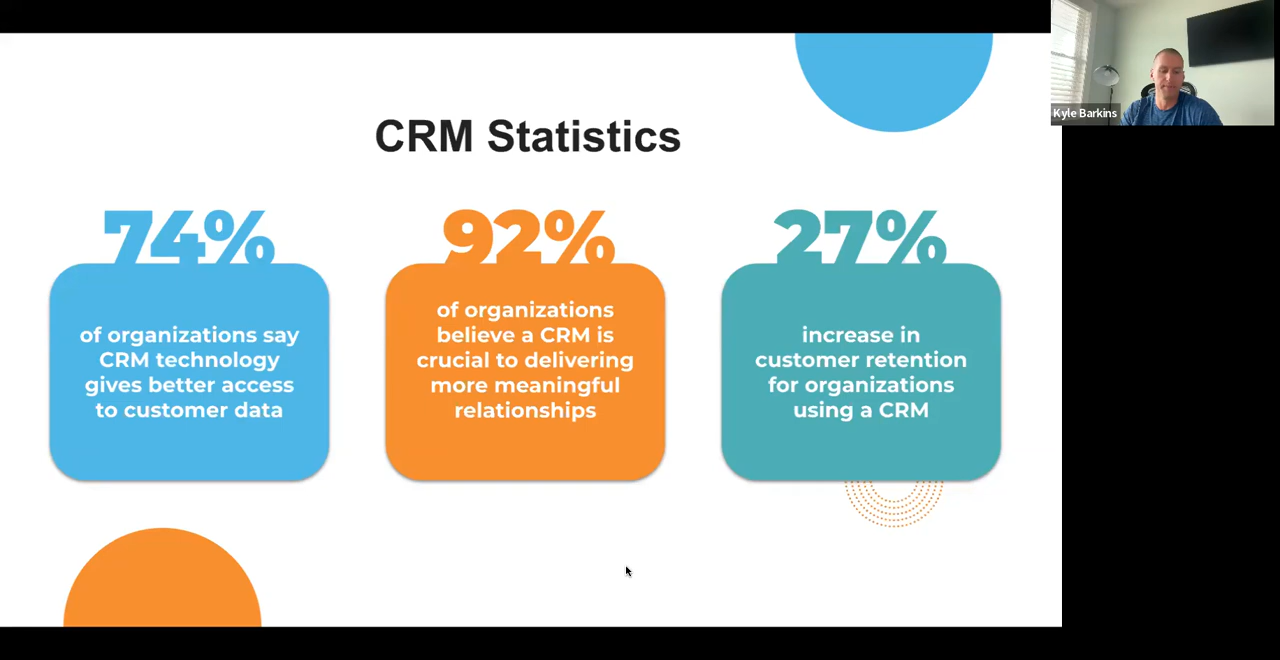 CRM Statistics
74%
of organizations say
CRM technology
gives better access
to customer data
92%
of organizations
believe a CRM is
crucial to delivering
more meaningful
relationships
27%
increase in
customer retention
for organizations
using a CRM
Kyle Barkins